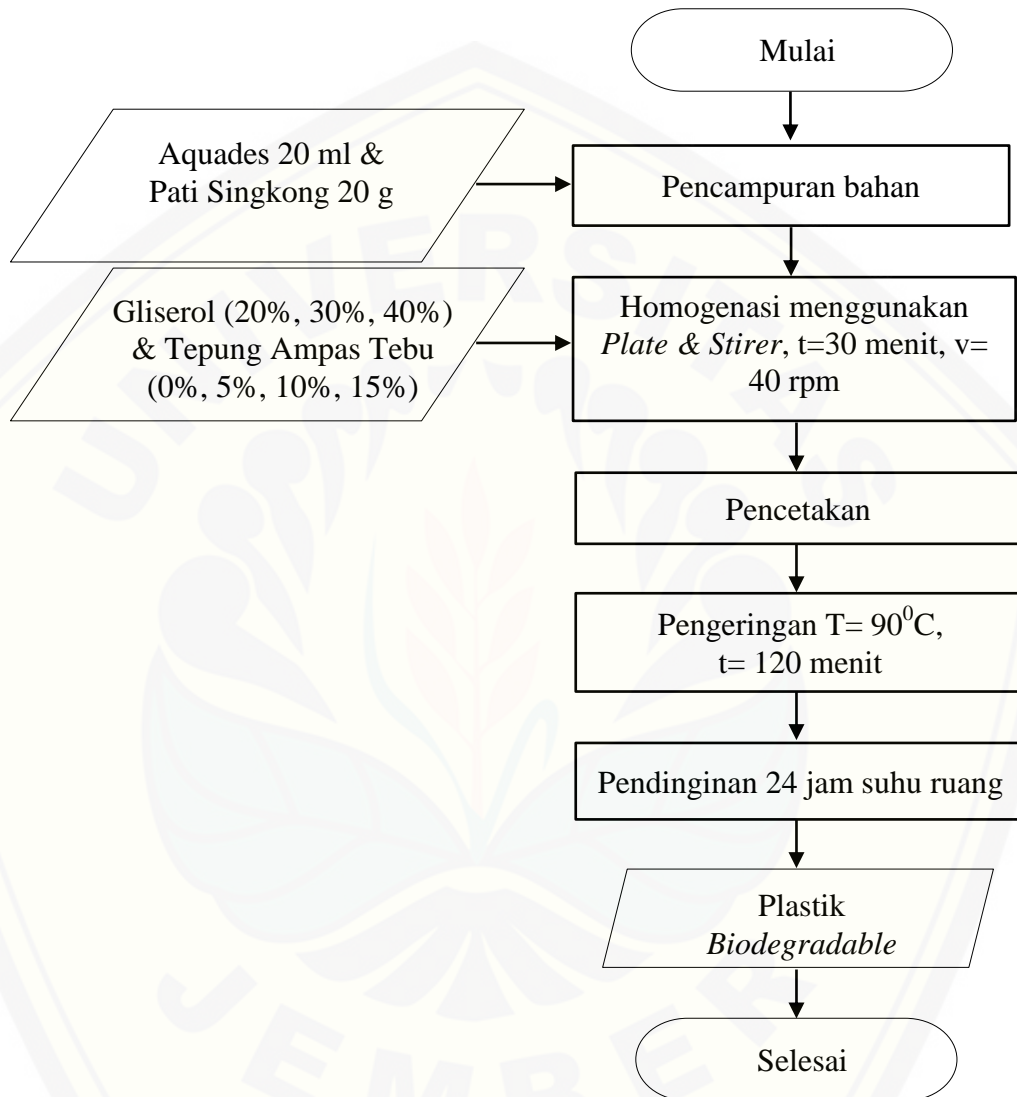 Mulai
Aquades 20 ml &
Pati Singkong 20 g
Pencampuran bahan
Gliserol (20%, 30%, 40%)
& Tepung Ampas Tebu
(0%, 5%, 10%, 15%)
Homogenasi menggunakan
Plate & Stirer, t=30 menit, v=
40 rpm
Pencetakan
Pengeringan T= 90⁰C,
t= 120 menit
Pendinginan 24 jam suhu ruang
Plastik
Biodegradable
Selesai
UNIVERSITAS
JEMBER